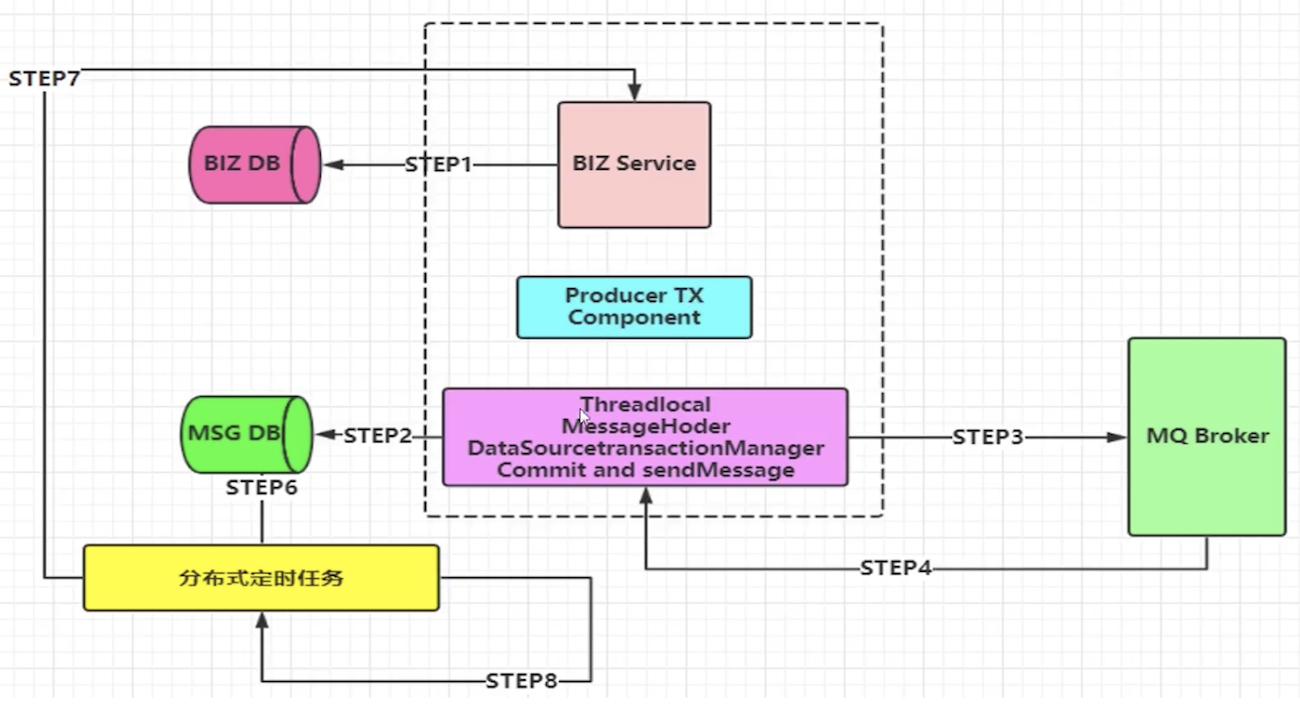 STEP7
BIZ DB
STEP1
BIZ Service
Producer TX
Component
MSG DB
STEP2
Threadlocal
MessageHoder
DataSourcetransactionManager
Commit and sendMessage
STEP3
MQ Broker
STEP6
STEP4
分布式定时任务
STEP8